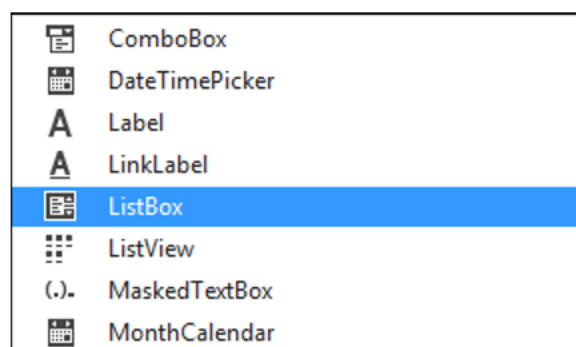 ComboBox
DateTimePicker
Label
LinkLabel
ListBox
ListView
MaskedTextBox
MonthCalendar